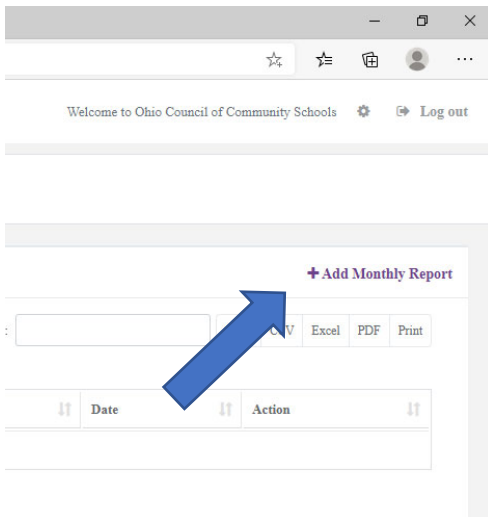 Welcome to Ohio Council of Community Schools Log out
+ Add Monthly Report
: Excel PDF Print
Date Action